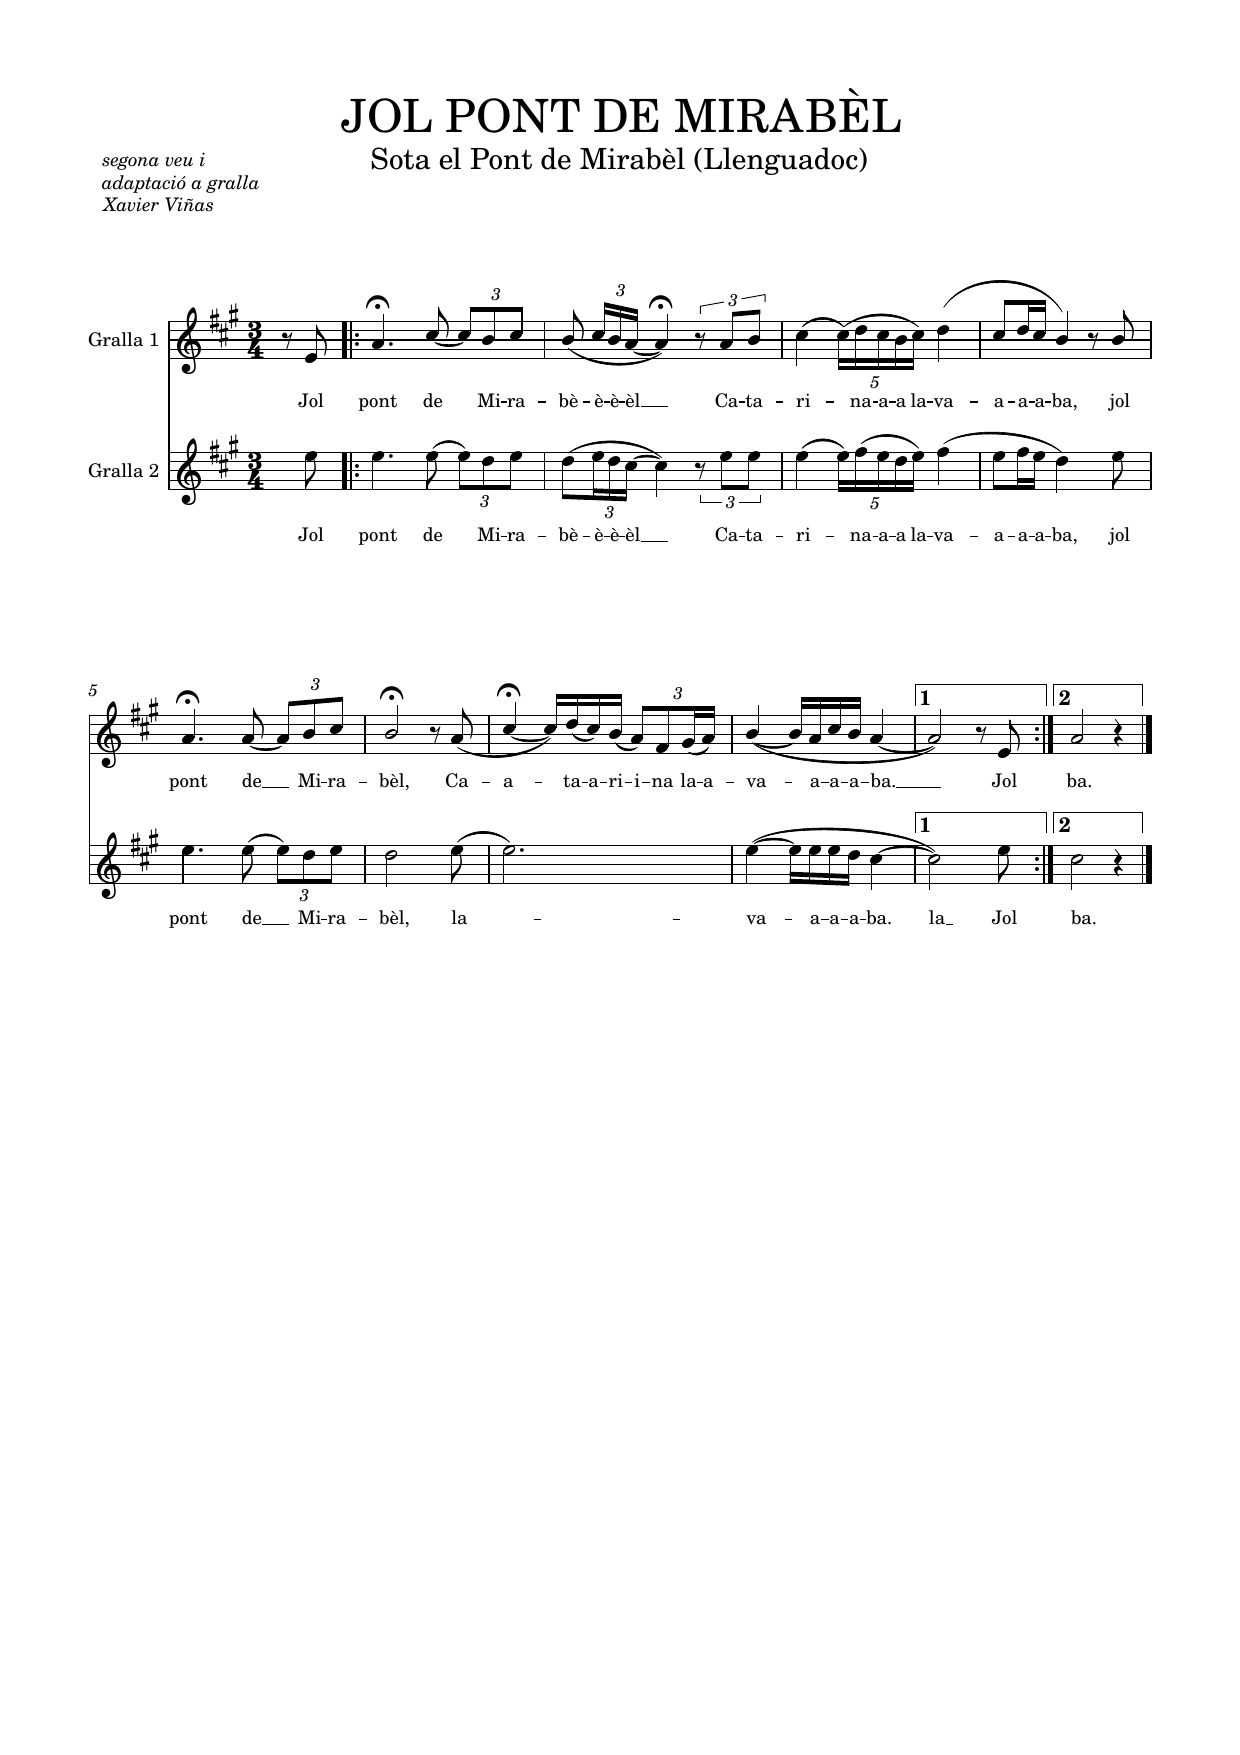 JOL PONT DE MIRABÈL
Sota el Pont de Mirabèl (Llenguadoc)
segona veu i
adaptació a gralla
Xavier Viñas
3 3 3
Gralla 1 3 4
5
Jol pont de Mi – ra – bè – è – è – èl __ Ca – ta – ri – na – a – a la – va – a – a – a – ba, jol
Gralla 2 3 4
3 3 3 5
Jol pont de Mi – ra – bè – è – è – èl __ Ca – ta – ri – na – a – a la – va – a – a – a – ba, jol
5 3 3 1 2
pont de __ Mi – ra – bèl, Ca – a – ta – a – ri – i – na la – a – va – a – a – a – ba. __ Jol ba.
1 2
3
pont de __ Mi – ra – bèl, la – – va – a – a – a – ba. la _ Jol ba.